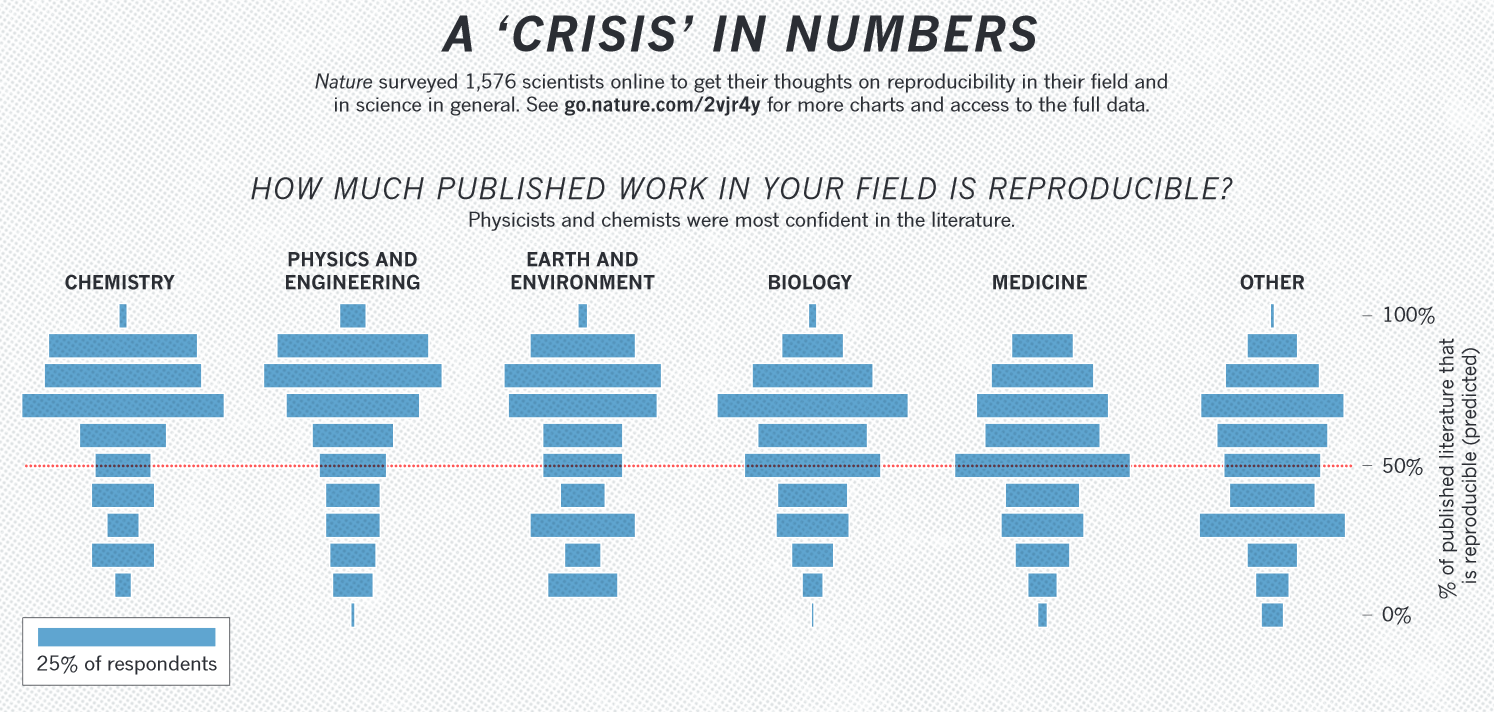 A ‘CRISIS’ IN NUMBERS
Nature surveyed 1,576 scientists online to get their thoughts on reproducibility in their field and
in science in general. See go.nature.com/2vjr4y for more charts and access to the full data.
HOW MUCH PUBLISHED WORK IN YOUR FIELD IS REPRODUCIBLE?
Physicists and chemists were most confident in the literature.
CHEMISTRY
PHYSICS AND
ENGINEERING
EARTH AND
ENVIRONMENT
BIOLOGY
MEDICINE
OTHER
100%
50%
0%
% of published literature that
is reproducible (predicted)
25% of respondents